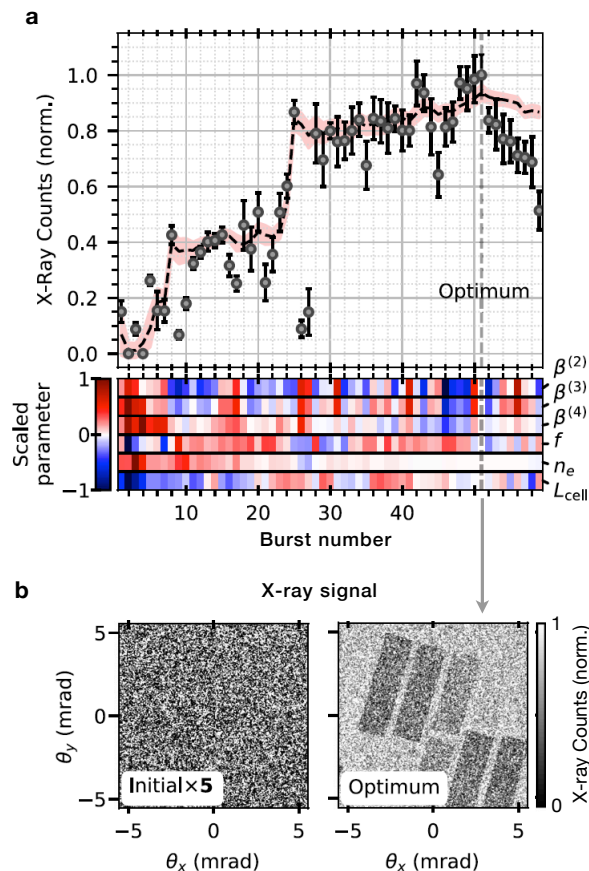 a
X-Ray Counts (norm.)
1.0
0.8
0.6
0.4
0.2
0.0
Optimum
Scaled
parameter
1
0
−1
β(2)
β(3)
β(4)
f
nₑ
L_cell
10
20
30
40
Burst number
b
X-ray signal
θy (mrad)
5
0
−5
Initial×5
Optimum
−5
0
5
−5
0
5
θx (mrad)
θx (mrad)
1
0
X-ray Counts (norm.)